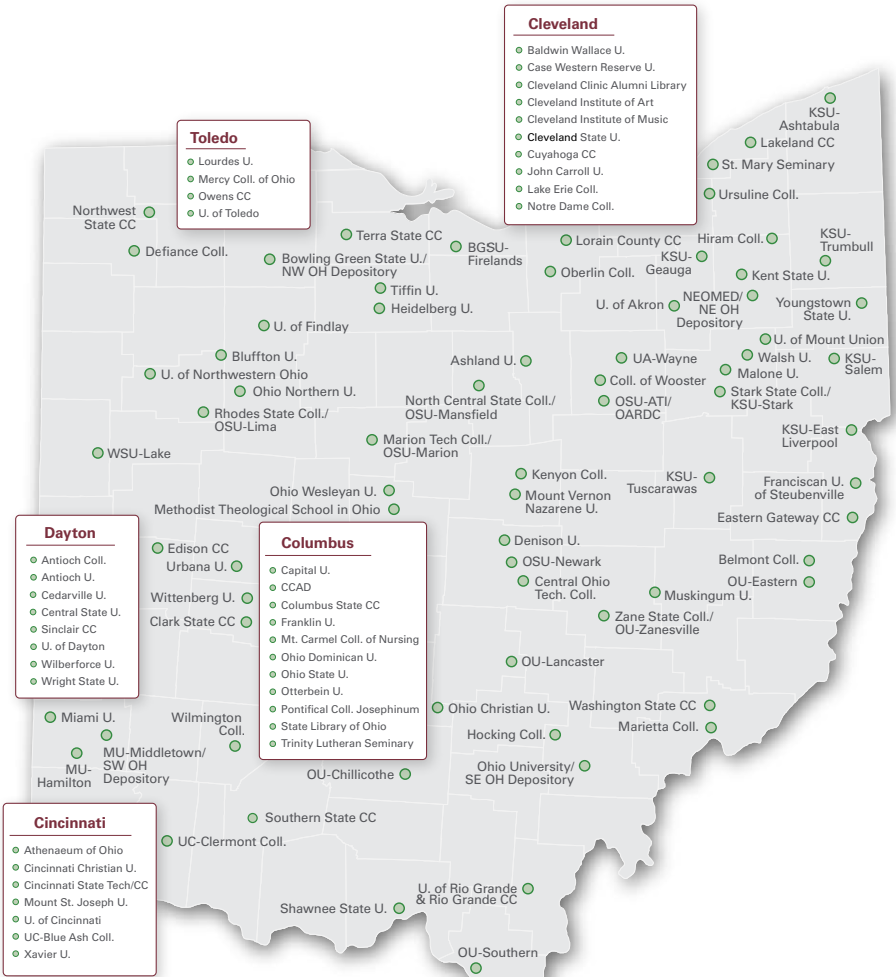 Cleveland
Baldwin Wallace U.
Case Western Reserve U.
Cleveland Clinic Alumni Library
Cleveland Institute of Art
Cleveland Institute of Music
Cleveland State U.
Cuyahoga CC
John Carroll U.
Lake Erie Coll.
Notre Dame Coll.
Toledo
Lourdes U.
Mercy Coll. of Ohio
Owens CC
U. of Toledo
KSU-
Ashtabula
Lakeland CC
St. Mary Seminary
Ursuline Coll.
Northwest
State CC
Defiance Coll.
Terra State CC
Bowling Green State U./
NW OH Depository
BGSU-
Firelands
Lorain County CC
Oberlin Coll.
Hiram Coll.
KSU-
Geauga
KSU-
Trumbull
Kent State U.
Tiffin U.
Heidelberg U.
U. of Akron
NEOMED/
NE OH
Depository
Youngstown
State U.
U. of Findlay
U. of Mount Union
Bluffton U.
Ashland U.
UA-Wayne
Walsh U.
KSU-
Salem
U. of Northwestern Ohio
Malone U.
Coll. of Wooster
Ohio Northern U.
North Central State Coll./
OSU-Mansfield
OSU-ATI/
OARDC
Stark State Coll./
KSU-Stark
Rhodes State Coll./
OSU-Lima
Marion Tech Coll./
OSU-Marion
KSU-East
Liverpool
WSU-Lake
Kenyon Coll.
KSU-
Tuscarawas
Franciscan U.
of Steubenville
Ohio Wesleyan U.
Mount Vernon
Nazarene U.
Methodist Theological School in Ohio
Eastern Gateway CC
Dayton
Antioch Coll.
Antioch U.
Cedarville U.
Central State U.
Sinclair CC
U. of Dayton
Wilberforce U.
Wright State U.
Edison CC
Urbana U.
Wittenberg U.
Clark State CC
Columbus
Capital U.
CCAD
Columbus State CC
Franklin U.
Mt. Carmel Coll. of Nursing
Ohio Dominican U.
Ohio State U.
Otterbein U.
Pontifical Coll. Josephinum
State Library of Ohio
Trinity Lutheran Seminary
Denison U.
OSU-Newark
Central Ohio
Tech. Coll.
Belmont Coll.
OU-Eastern
Muskingum U.
Zane State Coll./
OU-Zanesville
OU-Lancaster
Ohio Christian U.
Washington State CC
Marietta Coll.
Hocking Coll.
Ohio University/
SE OH Depository
Miami U.
MU-
Hamilton
MU-Middletown/
SW OH
Depository
Wilmington
Coll.
OU-Chillicothe
Southern State CC
UC-Clermont Coll.
Cincinnati
Athenaeum of Ohio
Cincinnati Christian U.
Cincinnati State Tech/CC
Mount St. Joseph U.
U. of Cincinnati
UC-Blue Ash Coll.
Xavier U.
U. of Rio Grande
& Rio Grande CC
Shawnee State U.
OU-Southern